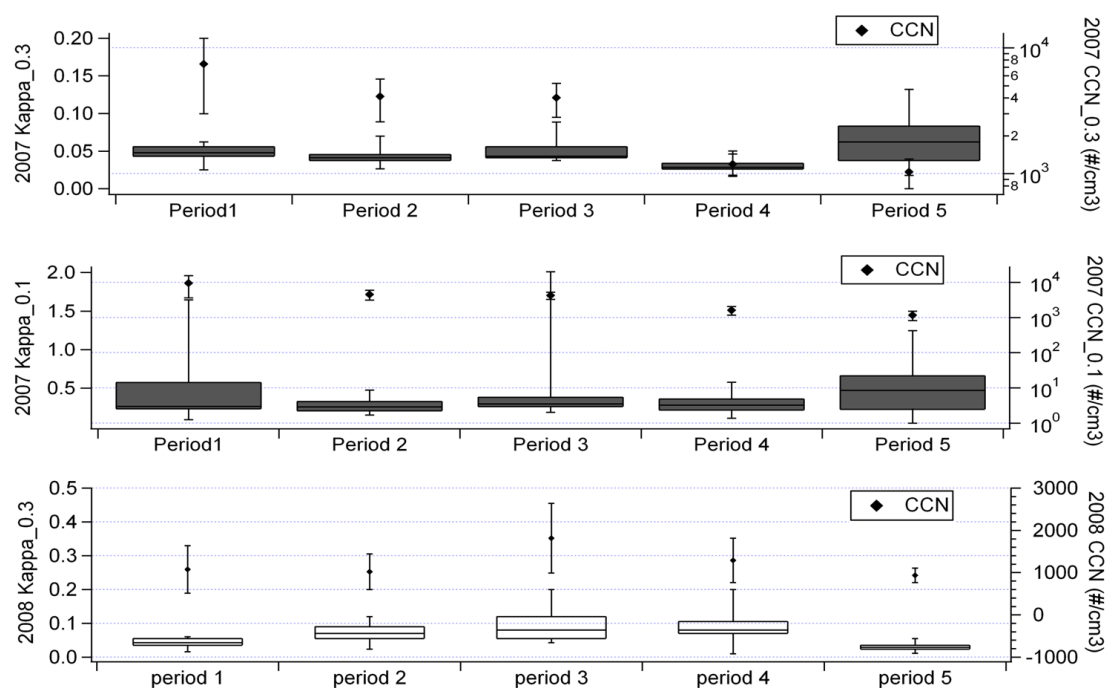 CCN
2007 Kappa_0.3
0.20
0.15
0.10
0.05
0.00
10^4
8
6
4
2
10^3
8
2007 CCN_0.3 (#/cm3)
Period1 Period 2 Period 3 Period 4 Period 5
CCN
2007 Kappa_0.1
2.0
1.5
1.0
0.5
10^4
10^3
10^2
10^1
10^0
2007 CCN_0.1 (#/cm3)
Period1 Period 2 Period 3 Period 4 Period 5
CCN
2008 Kappa_0.3
0.5
0.4
0.3
0.2
0.1
0.0
3000
2000
1000
0
-1000
2008 CCN (#/cm3)
period 1 period 2 period 3 period 4 period 5